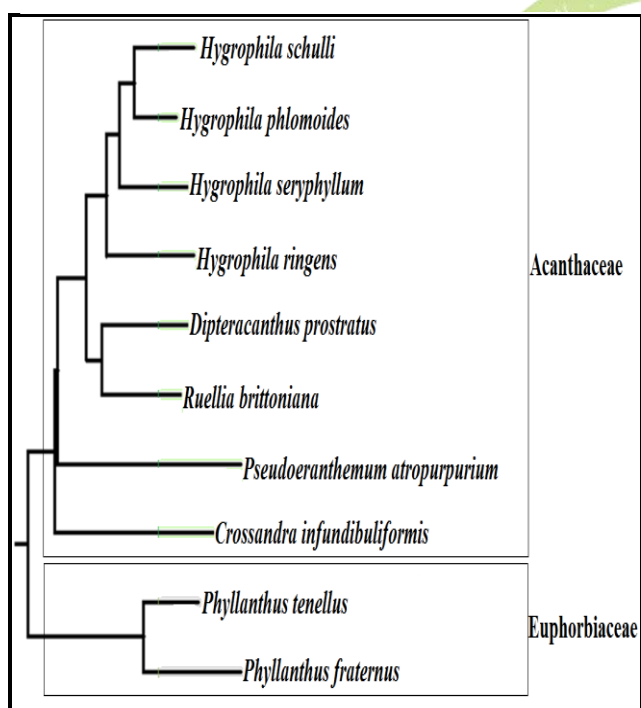 Hygrophila schulli
Hygrophila phlomoides
Hygrophila seryphyllum
Hygrophila ringens
Acanthaceae
Dipteracanthus prostratus
Ruellia brittoniana
Pseudoeranthemum atropurpurium
Crossandra infundibuliformis
Phyllanthus tenellus
Euphorbiaceae
Phyllanthus fraternus